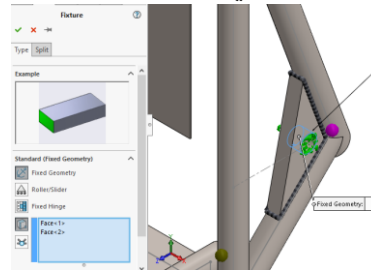 Fixture
Type Split
Example
Standard (Fixed Geometry)
Fixed Geometry
Roller/Slider
Fixed Hinge
Face<1>
Face<2>
Fixed Geometry: